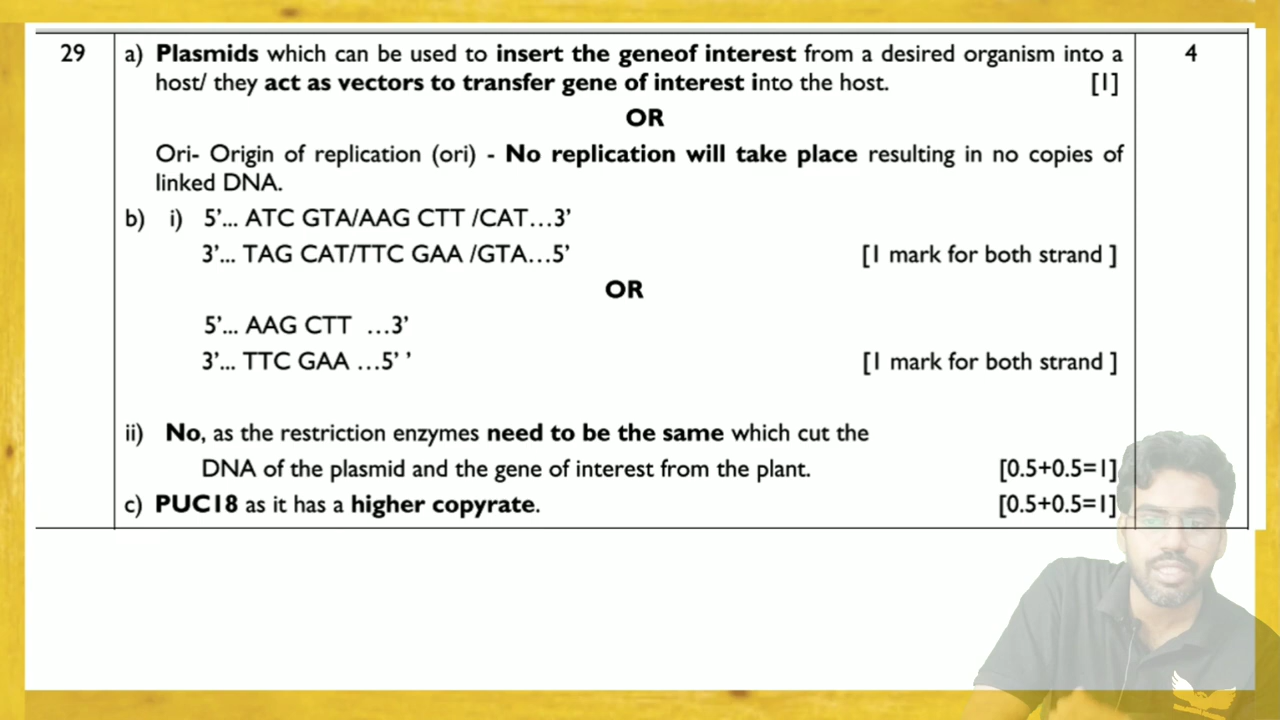 29 a) Plasmids which can be used to insert the geneof interest from a desired organism into a 4
host/ they act as vectors to transfer gene of interest into the host. [1]
OR
Ori- Origin of replication (ori) - No replication will take place resulting in no copies of
linked DNA.
b) i) 5’... ATC GTA/AAG CTT /CAT...3’
3’... TAG CAT/TTC GAA /GTA...5’ [1 mark for both strand ]
OR
5’... AAG CTT ...3’
3’... TTC GAA ...5’ ’ [1 mark for both strand ]
ii) No, as the restriction enzymes need to be the same which cut the
DNA of the plasmid and the gene of interest from the plant. [0.5+0.5=1]
c) PUC18 as it has a higher copyrate. [0.5+0.5=1]